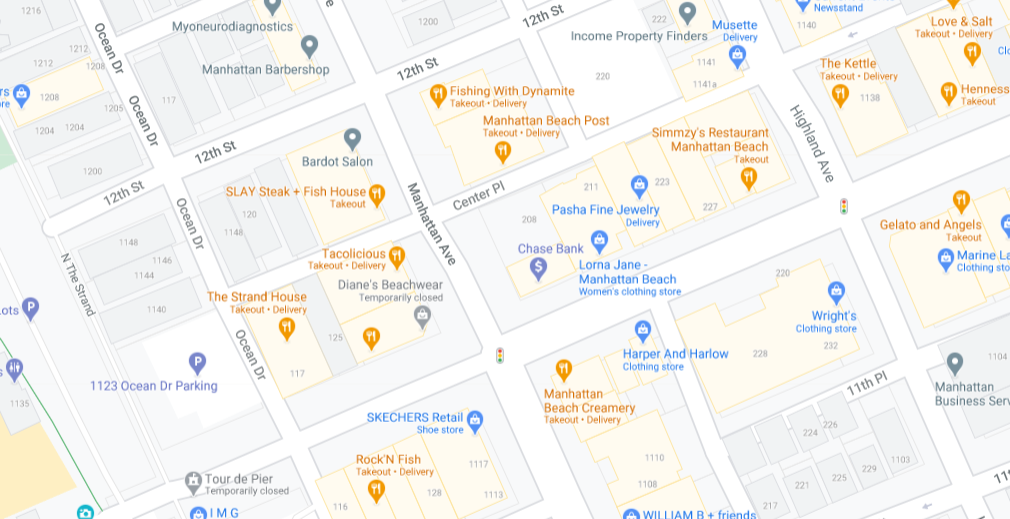 1216
Myoneurodiagnostics
1200
12th St
222
Income Property Finders
Musette
Delivery
Newsstand
1140
Love & Salt
Takeout • Delivery
Ocean Dr
1212
1212
1208
Manhattan Barbershop
12th St
220
1141
1141a
The Kettle
Takeout • Delivery
1138
Henness
Takeout
1208
1205
117
Ocean Dr
Fishing With Dynamite
Takeout • Delivery
Manhattan Beach Post
Takeout • Delivery
Simmzy's Restaurant
Manhattan Beach
Takeout
Highland Ave
1204
1204
12th St
Bardot Salon
1200
12th St
SLAY Steak + Fish House
Takeout
Manhattan Ave
Center Pl
211
223
227
Pasha Fine Jewelry
Delivery
208
Ocean Dr
120
1148
1148
1146
1144
1140
N The Strand
Tacolicious
Takeout • Delivery
Chase Bank
Lorna Jane -
Manhattan Beach
Women's clothing store
Gelato and Angels
Takeout
Marine La
Clothing sto
220
Diane's Beachwear
Temporarily closed
The Strand House
Takeout • Delivery
125
117
Ocean Dr
Lots
P
P
1123 Ocean Dr Parking
1135
Wright's
Clothing store
232
228
Harper And Harlow
Clothing store
Manhattan
Beach Creamery
Takeout • Delivery
11th Pl
1104
Manhattan
Business Serv
SKECHERS Retail
Shoe store
Rock'N Fish
Takeout • Delivery
116
128
1117
1113
1110
1108
226
224
1103
229
225
221
217
Tour de Pier
Temporarily closed
I M G
WILLIAM B + friends